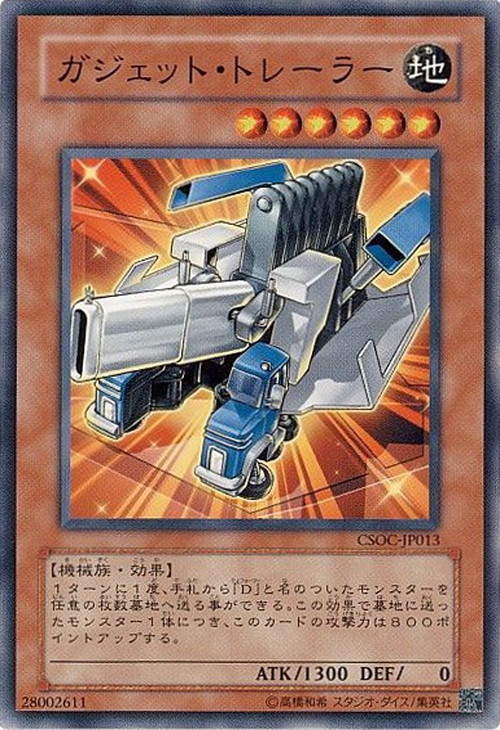 ガジェット・トレーラー
地
CSOC-JP013
【機械族・効果】
1ターンに1度、手札から「D」と名のついたモンスターを
任意の枚数墓地へ送る事ができる。この効果で墓地に送っ
たモンスター1体につき、このカードの攻撃力は800ポ
イントアップする。
ATK/1300 DEF/ 0
28002611
©高橋和希 スタジオ・ダイス/集英社